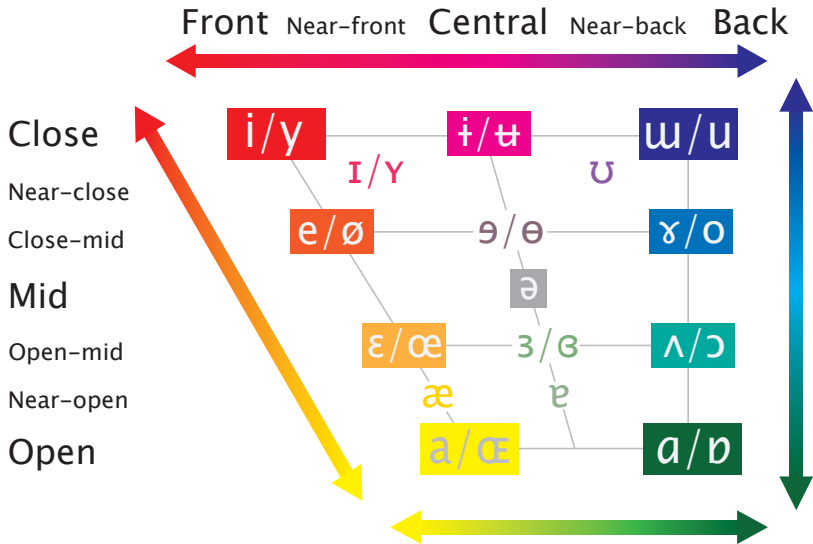 Front Near-front Central Near-back Back
Close i/y ɨ/ʉ ɯ/u
Near-close ɪ/ʏ ʊ
Close-mid e/ø ɘ/ɵ ɤ/o
Mid ə
Open-mid ɛ/œ ɜ/ɞ ʌ/ɔ
Near-open æ ɐ
Open a/ɶ ɑ/ɒ